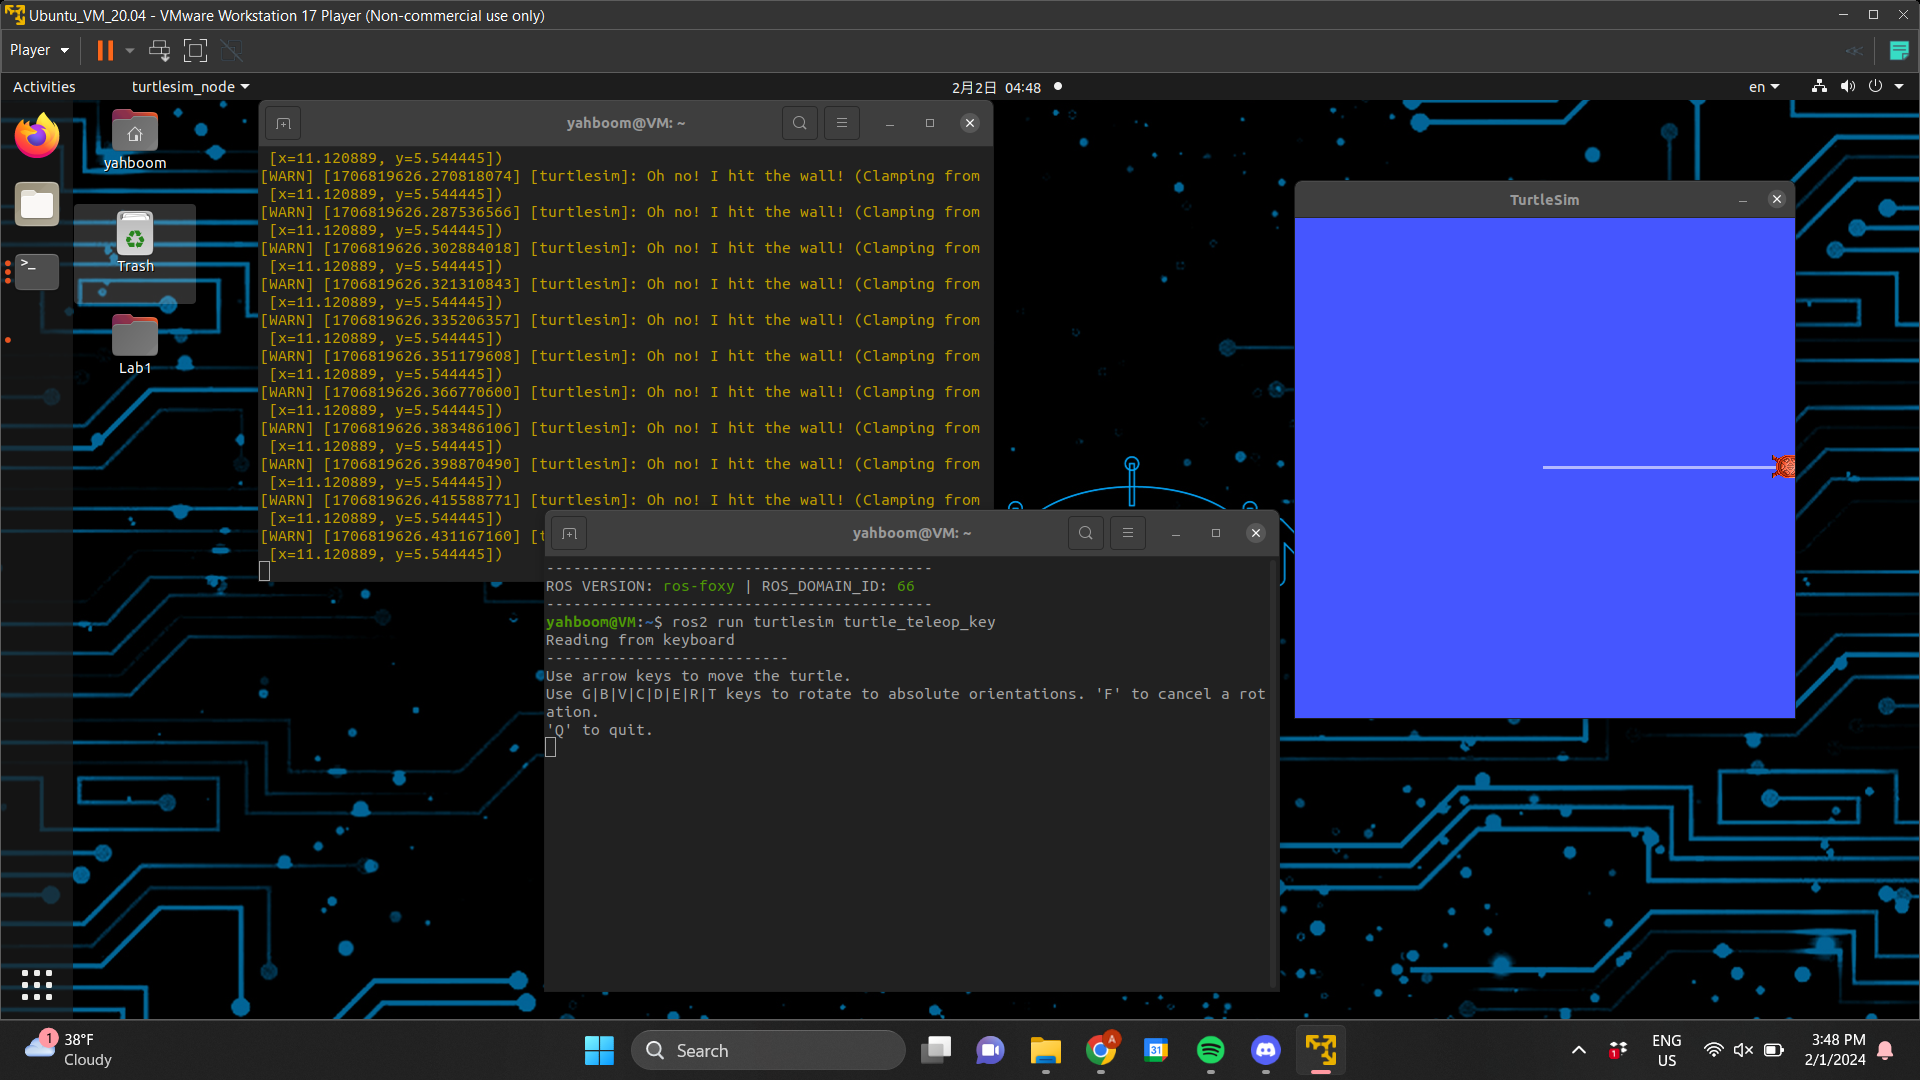 Ubuntu_VM_20.04 - VMware Workstation 17 Player (Non-commercial use only)
Player
Activities
turtlesim_node
2月2日 04:48
en
yahboom
Trash
Lab1
yahboom@VM: ~
[x=11.120889, y=5.544445])
[WARN] [1706819626.270818074] [turtlesim]: Oh no! I hit the wall! (Clamping from
[x=11.120889, y=5.544445])
[WARN] [1706819626.287536566] [turtlesim]: Oh no! I hit the wall! (Clamping from
[x=11.120889, y=5.544445])
[WARN] [1706819626.302884018] [turtlesim]: Oh no! I hit the wall! (Clamping from
[x=11.120889, y=5.544445])
[WARN] [1706819626.321310843] [turtlesim]: Oh no! I hit the wall! (Clamping from
[x=11.120889, y=5.544445])
[WARN] [1706819626.335206357] [turtlesim]: Oh no! I hit the wall! (Clamping from
[x=11.120889, y=5.544445])
[WARN] [1706819626.351179608] [turtlesim]: Oh no! I hit the wall! (Clamping from
[x=11.120889, y=5.544445])
[WARN] [1706819626.366770600] [turtlesim]: Oh no! I hit the wall! (Clamping from
[x=11.120889, y=5.544445])
[WARN] [1706819626.383486106] [turtlesim]: Oh no! I hit the wall! (Clamping from
[x=11.120889, y=5.544445])
[WARN] [1706819626.398870490] [turtlesim]: Oh no! I hit the wall! (Clamping from
[x=11.120889, y=5.544445])
[WARN] [1706819626.415588771] [turtlesim]: Oh no! I hit the wall! (Clamping from
[x=11.120889, y=5.544445])
[WARN] [1706819626.431167160] [t
[x=11.120889, y=5.544445])
yahboom@VM: ~
--------------------------------------------
ROS VERSION: ros-foxy | ROS_DOMAIN_ID: 66
--------------------------------------------
yahboom@VM:~$ ros2 run turtlesim turtle_teleop_key
Reading from keyboard
---------------------------
Use arrow keys to move the turtle.
Use G|B|V|C|D|E|R|T keys to rotate to absolute orientations. 'F' to cancel a rot
ation.
'Q' to quit.
TurtleSim
1
38°F
Cloudy
Search
A
31
1
ENG
US
3:48 PM
2/1/2024